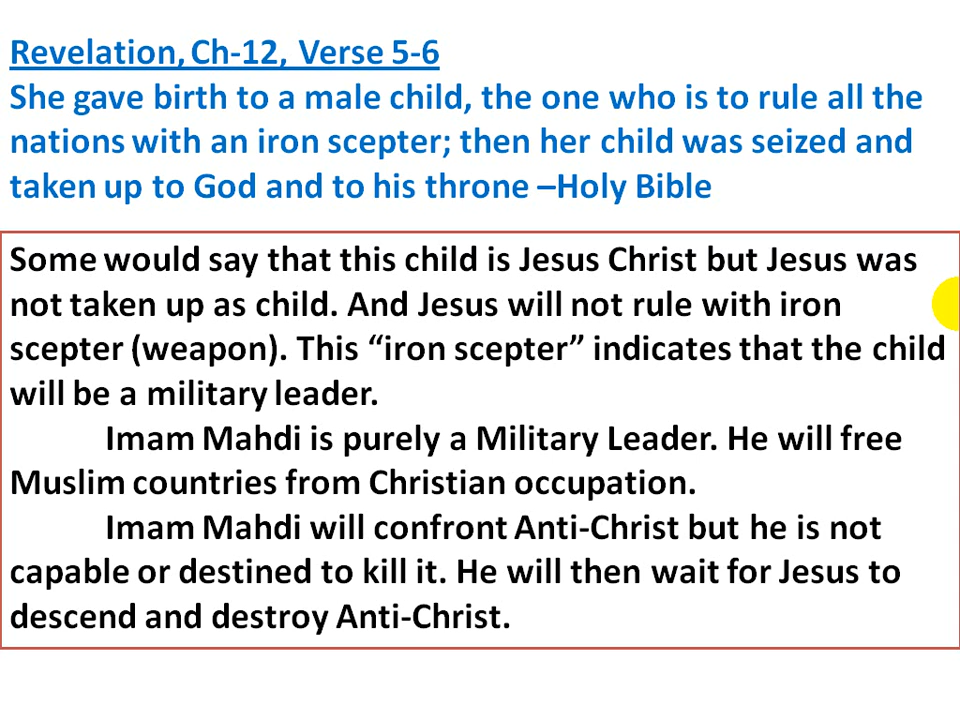 Revelation, Ch-12, Verse 5-6
She gave birth to a male child, the one who is to rule all the
nations with an iron scepter; then her child was seized and
taken up to God and to his throne –Holy Bible
Some would say that this child is Jesus Christ but Jesus was
not taken up as child. And Jesus will not rule with iron
scepter (weapon). This “iron scepter” indicates that the child
will be a military leader.
Imam Mahdi is purely a Military Leader. He will free
Muslim countries from Christian occupation.
Imam Mahdi will confront Anti-Christ but he is not
capable or destined to kill it. He will then wait for Jesus to
descend and destroy Anti-Christ.